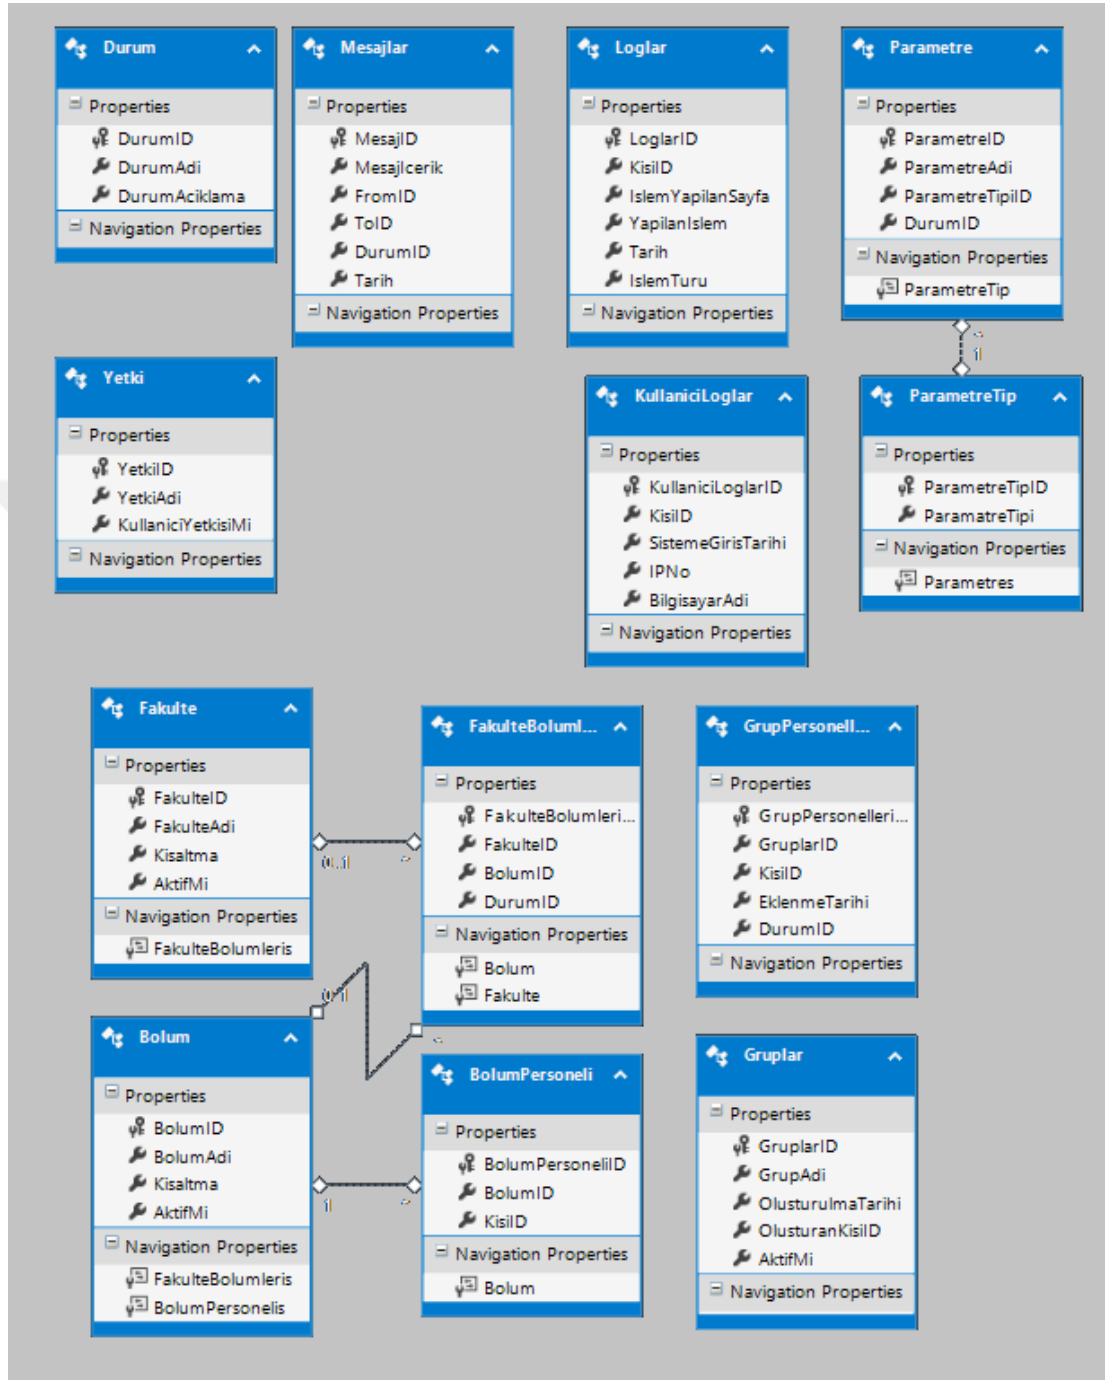 Durum
Properties
DurumID
DurumAdi
DurumAciklama
Navigation Properties
Mesajlar
Properties
MesajID
MesajIcerik
FromID
ToID
DurumID
Tarih
Navigation Properties
Loglar
Properties
LoglarID
KisiID
IslemYapilanSayfa
YapilanIslem
Tarih
IslemTuru
Navigation Properties
Parametre
Properties
ParametreID
ParametreAdi
ParametreTipiID
DurumID
Navigation Properties
ParametreTip
*
1
Yetki
Properties
YetkiID
YetkiAdi
KullaniciYetkisiMi
Navigation Properties
KullaniciLoglar
Properties
KullaniciLoglarID
KisiID
SistemeGirisTarihi
IPNo
BilgisayarAdi
Navigation Properties
ParametreTip
Properties
ParametreTipID
ParamatreTipi
Navigation Properties
Parametres
Fakulte
Properties
FakulteID
FakulteAdi
Kisaltma
AktifMi
Navigation Properties
FakulteBolumleris
0..1
*
FakulteBoluml...
Properties
FakulteBolumleri...
FakulteID
BolumID
DurumID
Navigation Properties
Bolum
Fakulte
GrupPersonell...
Properties
GrupPersonelleri...
GruplarID
KisiID
EklenmeTarihi
DurumID
Navigation Properties
0..1
*
Bolum
Properties
BolumID
BolumAdi
Kisaltma
AktifMi
Navigation Properties
FakulteBolumleris
BolumPersonelis
1
*
BolumPersoneli
Properties
BolumPersoneliID
BolumID
KisiID
Navigation Properties
Bolum
Gruplar
Properties
GruplarID
GrupAdi
OlusturulmaTarihi
OlusturanKisiID
AktifMi
Navigation Properties